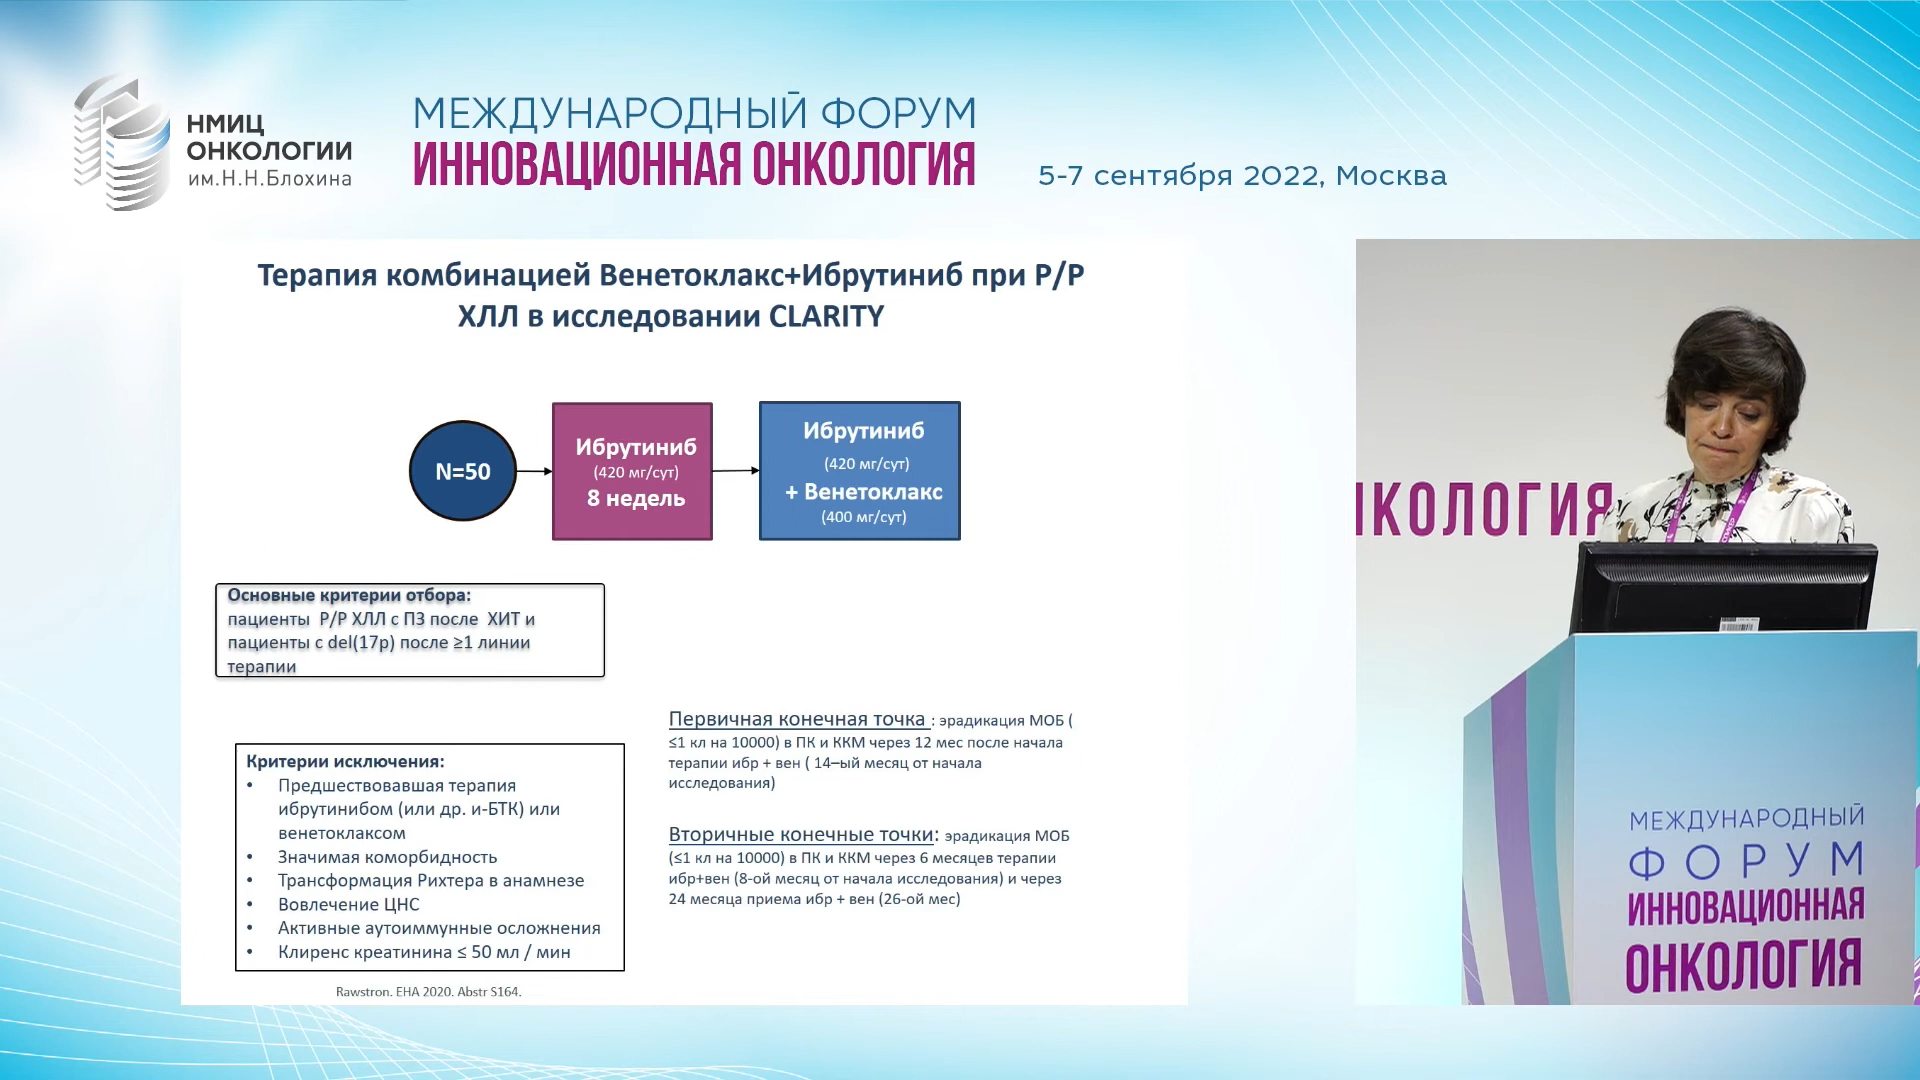 НМИЦ
ОНКОЛОГИИ
им.Н.Н.Блохина
МЕЖДУНАРОДНЫЙ ФОРУМ
ИННОВАЦИОННАЯ ОНКОЛОГИЯ
5-7 сентября 2022, Москва
Терапия комбинацией Венетоклакс+Ибрутиниб при Р/Р
ХЛЛ в исследовании CLARITY
N=50
Ибрутиниб
(420 мг/сут)
8 недель
Ибрутиниб
(420 мг/сут)
+ Венетоклакс
(400 мг/сут)
Основные критерии отбора:
пациенты Р/Р ХЛЛ с ПЗ после ХИТ и
пациенты с del(17p) после ≥1 линии
терапии
Критерии исключения:
• Предшествовавшая терапия
ибрутинибом (или др. и-БТК) или
венетоклаксом
• Значимая коморбидность
• Трансформация Рихтера в анамнезе
• Вовлечение ЦНС
• Активные аутоиммунные осложнения
• Клиренс креатинина ≤ 50 мл / мин
Первичная конечная точка : эрадикация МОБ (
≤1 кл на 10000) в ПК и ККМ через 12 мес после начала
терапии ибр + вен ( 14–ый месяц от начала
исследования)
Вторичные конечные точки: эрадикация МОБ
(≤1 кл на 10000) в ПК и ККМ через 6 месяцев терапии
ибр+вен (8-ой месяц от начала исследования) и через
24 месяца приема ибр + вен (26-ой мес)
Rawstron. EHA 2020. Abstr S164.
НКОЛОГИЯ
МЕЖДУНАРОДНЫЙ
ФОРУМ
ИННОВАЦИОННАЯ
ОНКОЛОГИЯ